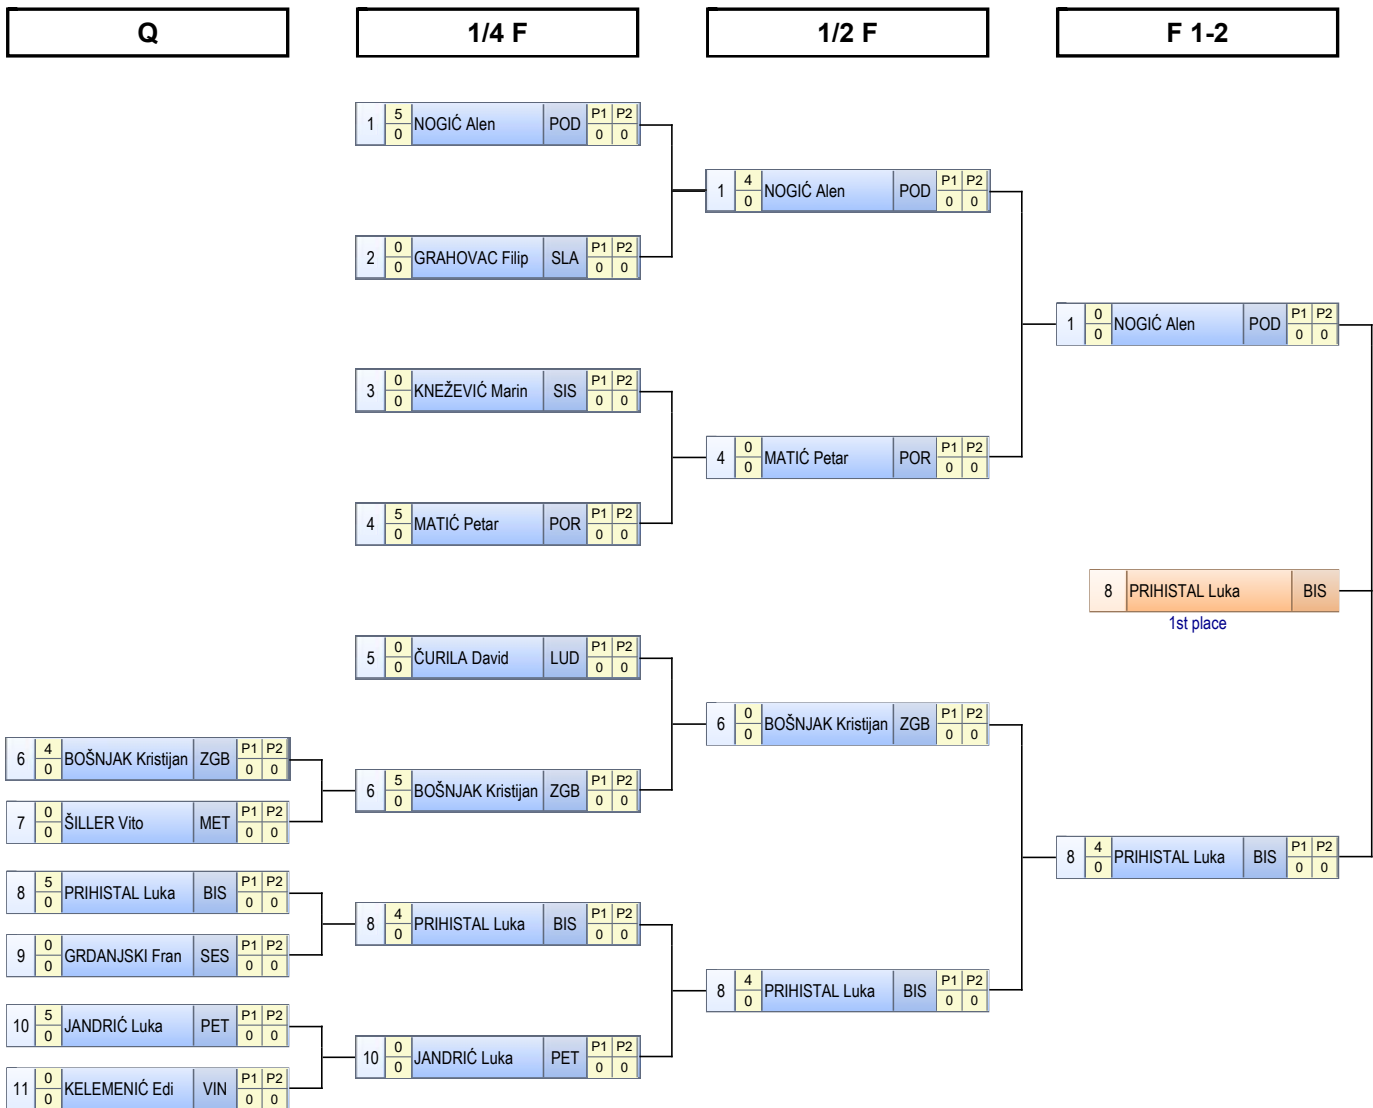 Q
1/4 F
1/2 F
F 1-2
1 5 0 NOGIĆ Alen POD P1 P2 0 0
2 0 0 GRAHOVAC Filip SLA P1 P2 0 0
3 0 0 KNEŽEVIĆ Marin SIS P1 P2 0 0
4 5 0 MATIĆ Petar POR P1 P2 0 0
5 0 0 ČURILA David LUD P1 P2 0 0
6 4 0 BOŠNJAK Kristijan ZGB P1 P2 0 0
7 0 0 ŠILLER Vito MET P1 P2 0 0
8 5 0 PRIHISTAL Luka BIS P1 P2 0 0
9 0 0 GRDANJSKI Fran SES P1 P2 0 0
10 5 0 JANDRIĆ Luka PET P1 P2 0 0
11 0 0 KELEMENIĆ Edi VIN P1 P2 0 0
6 5 0 BOŠNJAK Kristijan ZGB P1 P2 0 0
8 4 0 PRIHISTAL Luka BIS P1 P2 0 0
10 0 0 JANDRIĆ Luka PET P1 P2 0 0
1 4 0 NOGIĆ Alen POD P1 P2 0 0
4 0 0 MATIĆ Petar POR P1 P2 0 0
6 0 0 BOŠNJAK Kristijan ZGB P1 P2 0 0
8 4 0 PRIHISTAL Luka BIS P1 P2 0 0
1 0 0 NOGIĆ Alen POD P1 P2 0 0
8 PRIHISTAL Luka BIS
1st place
8 4 0 PRIHISTAL Luka BIS P1 P2 0 0